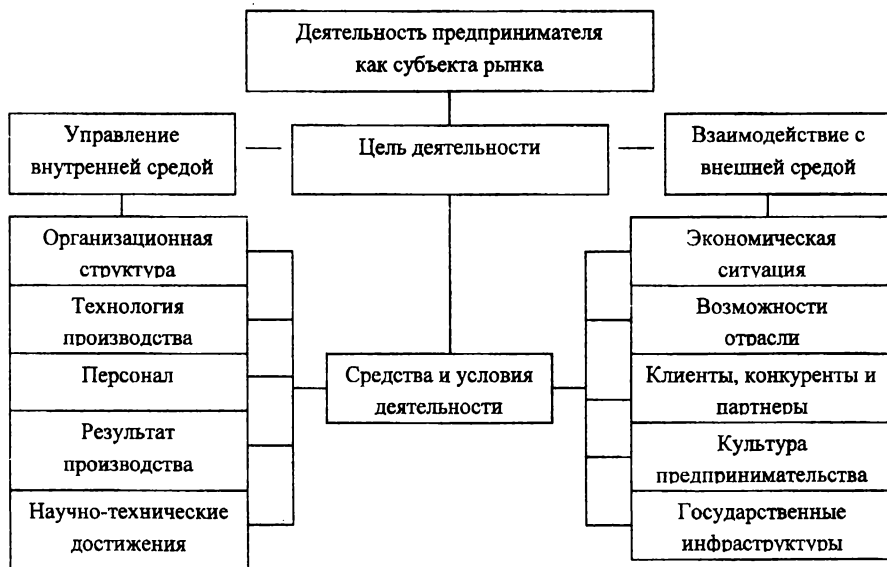 Деятельность предпринимателя
как субъекта рынка
Управление
внутренней средой
Цель деятельности
Взаимодействие с
внешней средой
Организационная
структура
Технология
производства
Персонал
Результат
производства
Научно-технические
достижения
Средства и условия
деятельности
Экономическая
ситуация
Возможности
отрасли
Клиенты, конкуренты и
партнеры
Культура
предпринимательства
Государственные
инфраструктуры